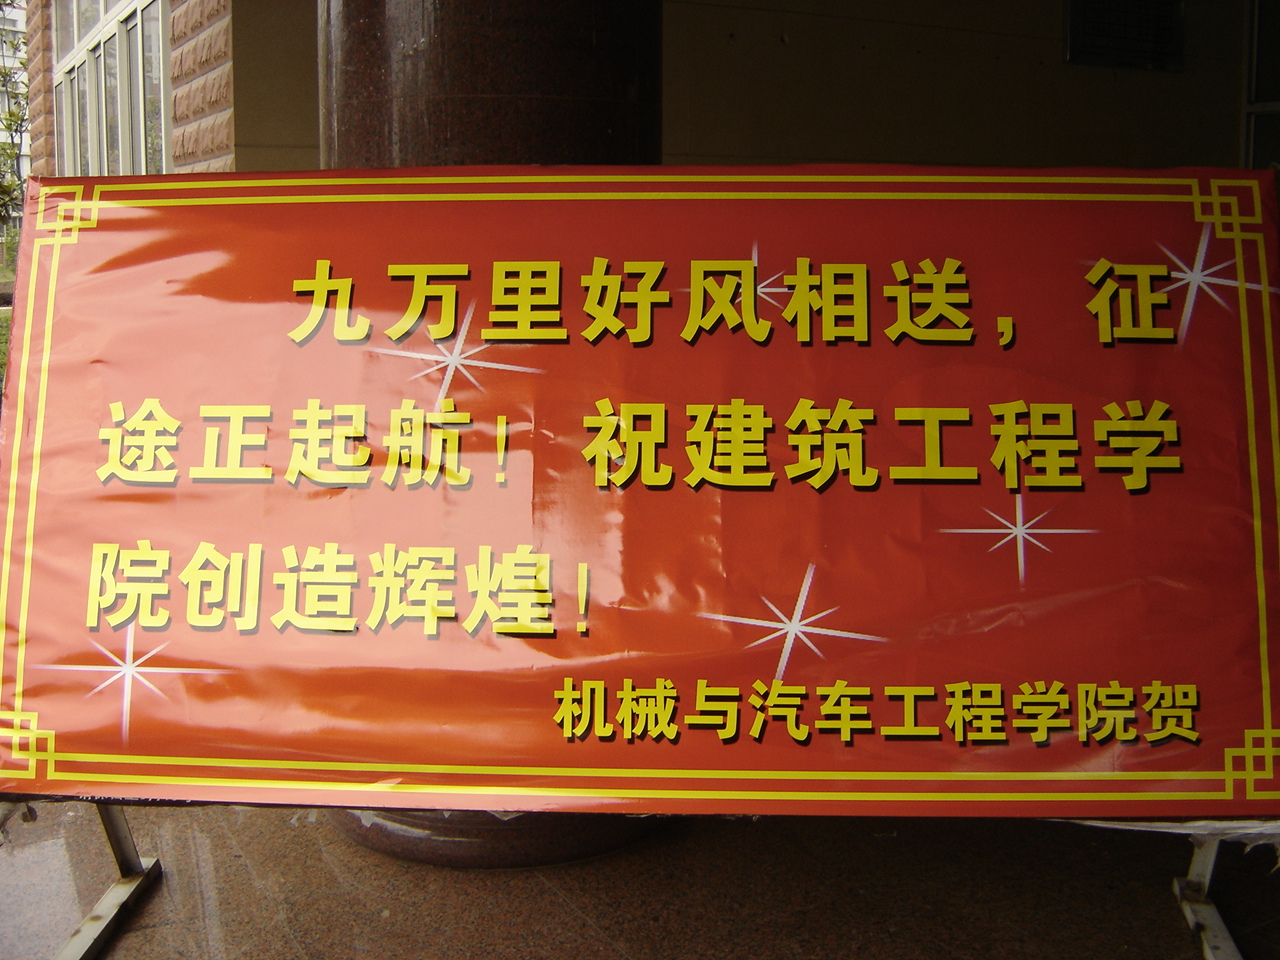 九万里好风相送，征
途正起航！祝建筑工程学
院创造辉煌！
机械与汽车工程学院贺